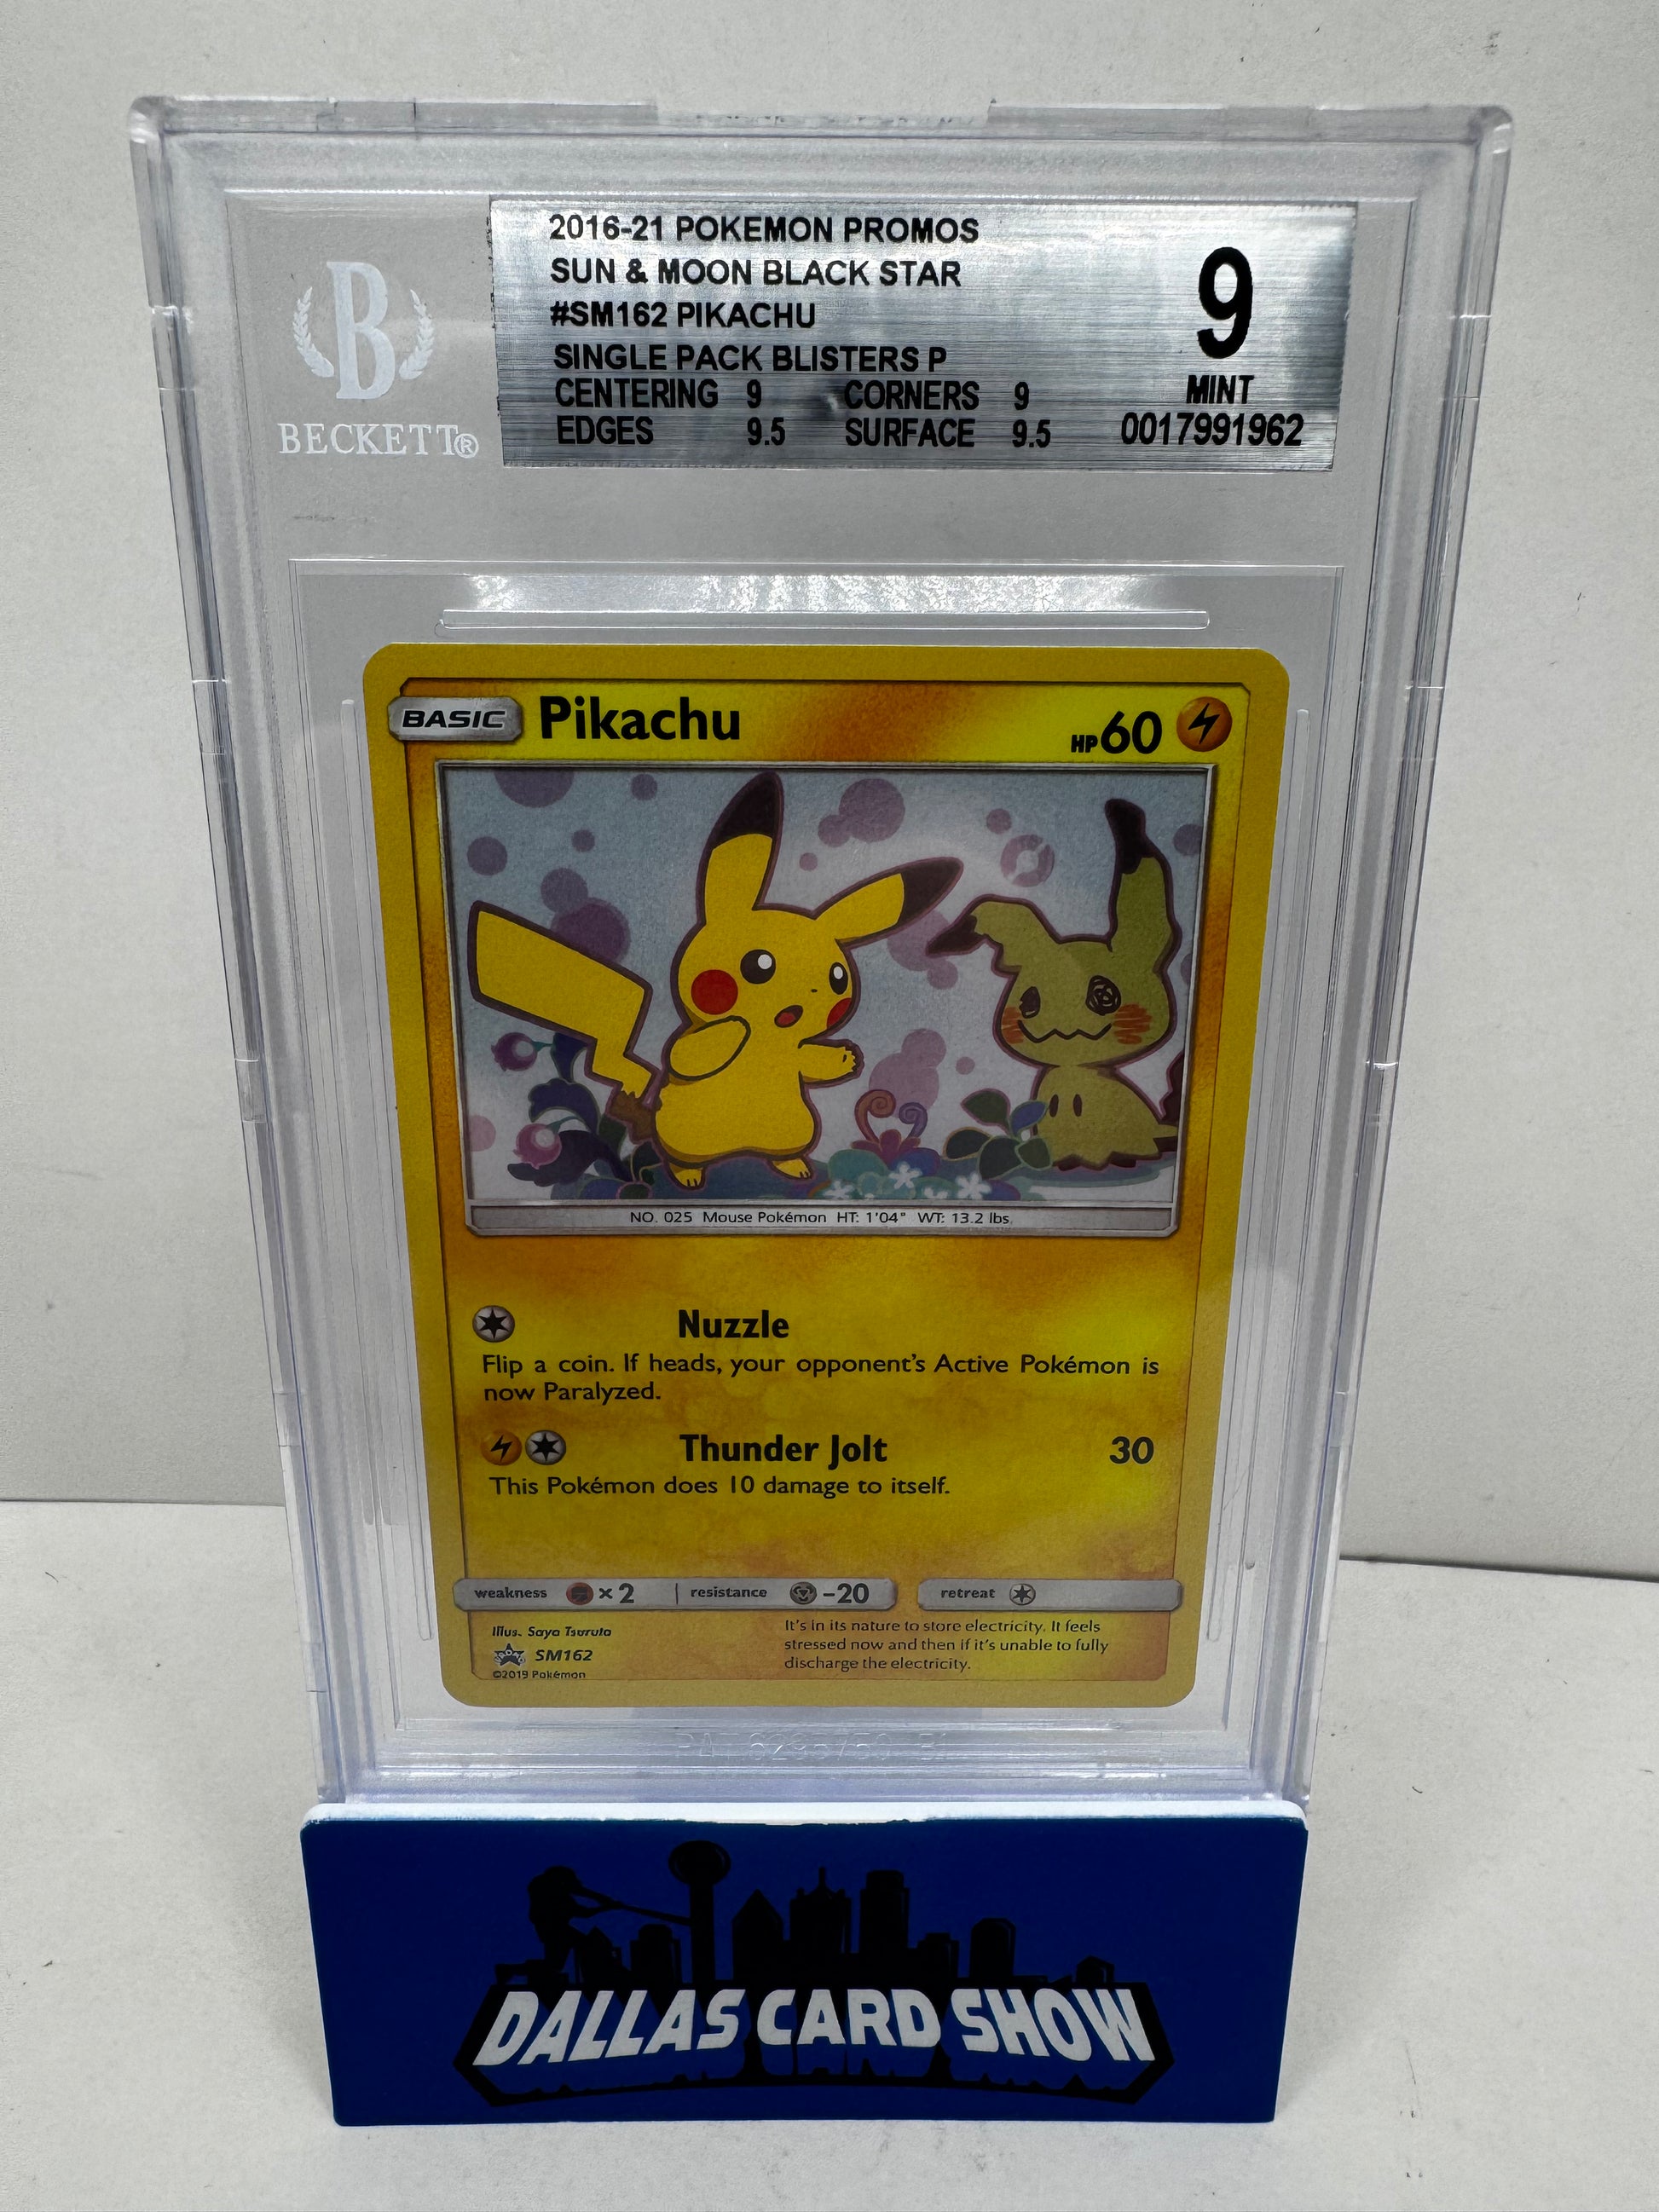 2016-21 POKEMON PROMOS
SUN & MOON BLACK STAR
#SM162 PIKACHU
SINGLE PACK BLISTERS P
CENTERING 9 CORNERS 9
EDGES 9.5 SURFACE 9.5
9
MINT
0017991962
B
BECKETT®
BASIC Pikachu HP60
NO. 025 Mouse Pokémon HT: 1'04" WT: 13.2 lbs.
Nuzzle
Flip a coin. If heads, your opponent's Active Pokémon is
now Paralyzed.
Thunder Jolt 30
This Pokémon does 10 damage to itself.
weakness ×2 resistance -20 retreat
Illus. Saya Tsuruta
SM162
©2019 Pokémon
It's in its nature to store electricity. It feels
stressed now and then if it's unable to fully
discharge the electricity.
DALLAS CARD SHOW